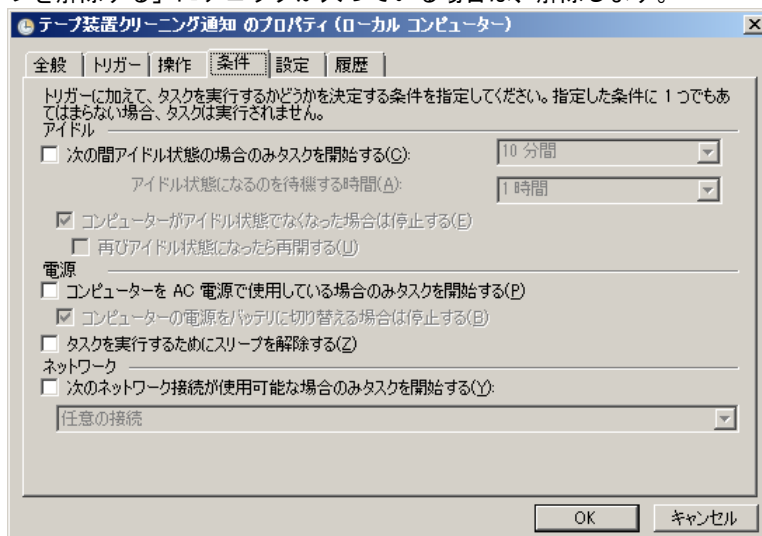 テープ装置クリーニング通知 のプロパティ (ローカル コンピューター)
全般 トリガー 操作 条件 設定 履歴
トリガーに加えて、タスクを実行するかどうかを決定する条件を指定してください。指定した条件に 1 つでもあ
てはまらない場合、タスクは実行されません。
アイドル
次の間アイドル状態の場合のみタスクを開始する(C): 10 分間
アイドル状態になるのを待機する時間(A): 1 時間
コンピューターがアイドル状態でなくなった場合は停止する(E)
再びアイドル状態になったら再開する(U)
電源
コンピューターを AC 電源で使用している場合のみタスクを開始する(P)
コンピューターの電源をバッテリに切り替える場合は停止する(B)
タスクを実行するためにスリープを解除する(Z)
ネットワーク
次のネットワーク接続が使用可能な場合のみタスクを開始する(Y):
任意の接続
OK キャンセル